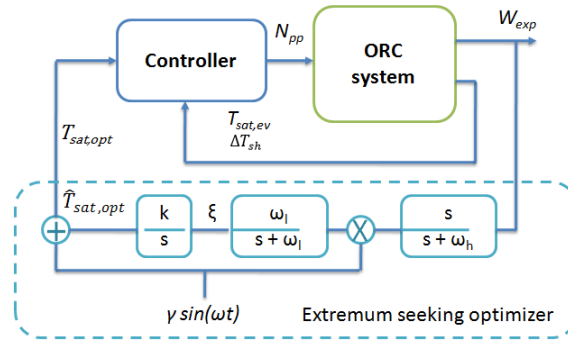 W_exp
N_pp
Controller
ORC
system
T_sat,ev
ΔT_sh
T_sat,opt
T̂_sat,opt
k
s
ξ
ω_l
s + ω_l
s
s + ω_h
+
X
γ sin(ωt)
Extremum seeking optimizer